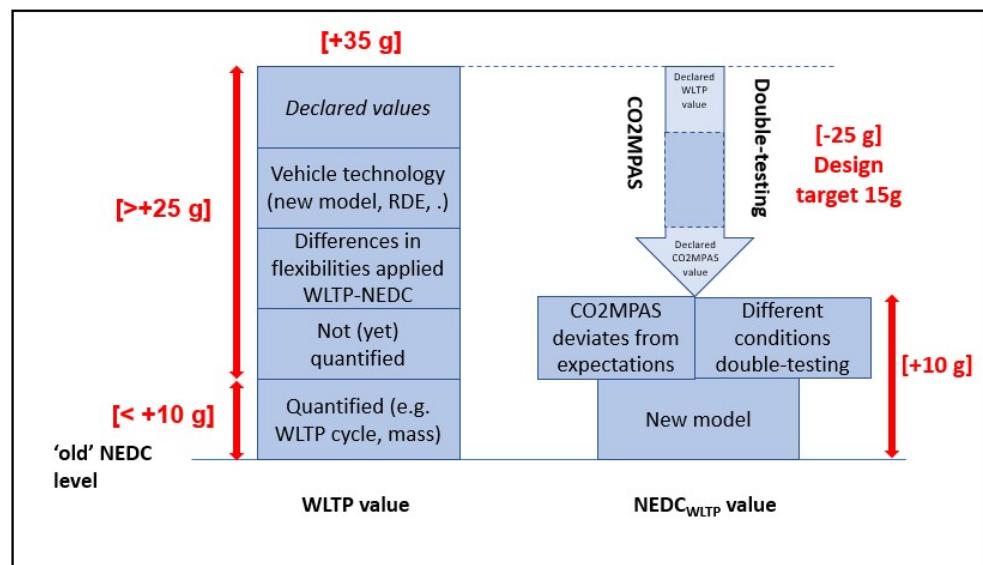 [+35 g]
Declared values
Vehicle technology
(new model, RDE, .)
Differences in
flexibilities applied
WLTP-NEDC
Not (yet)
quantified
Quantified (e.g.
WLTP cycle, mass)
[>+25 g]
[< +10 g]
‘old’ NEDC
level
WLTP value
Declared
WLTP
value
CO2MPAS
Double-testing
Declared
CO2MPAS
value
[-25 g]
Design
target 15g
CO2MPAS
deviates from
expectations
Different
conditions
double-testing
New model
[+10 g]
NEDCWLTP value